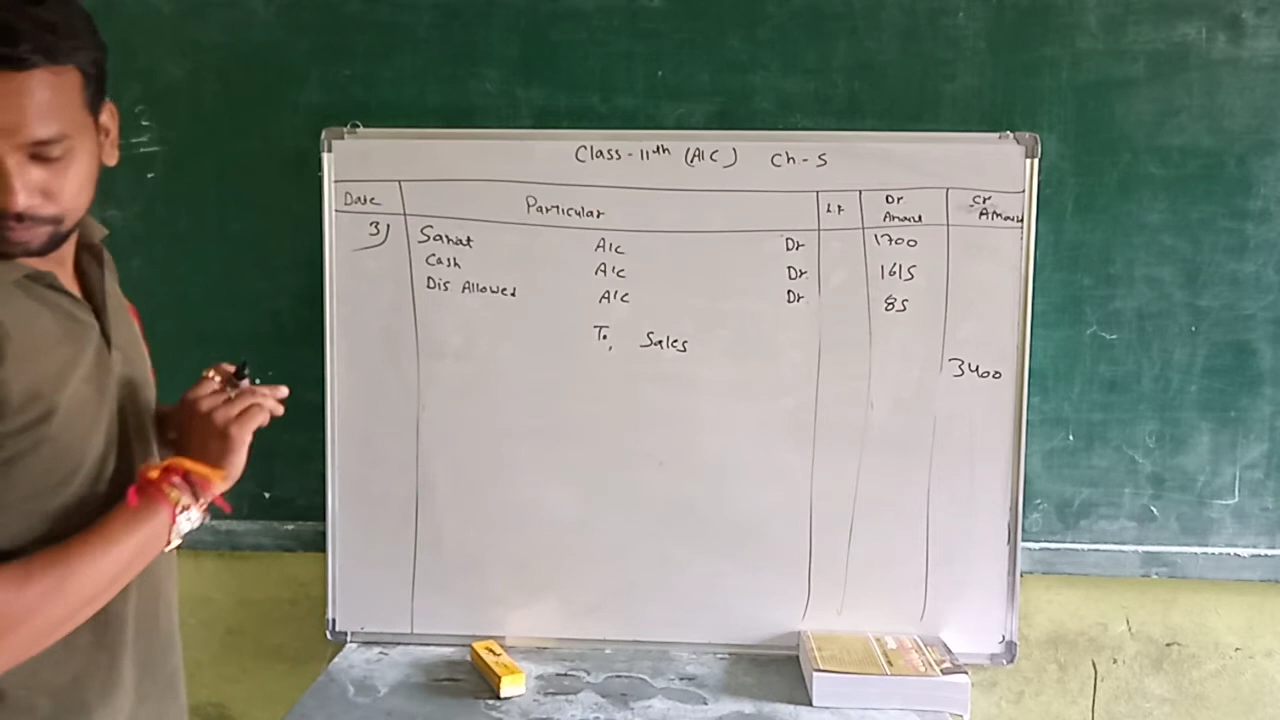 Class-11th (A/C) Ch-5
Date Particular L.F Dr Amount Cr Amount
3) Sanat A/c Dr 1700
Cash A/c Dr. 1615
Dis. Allowed A/c Dr. 85
To, Sales
3400